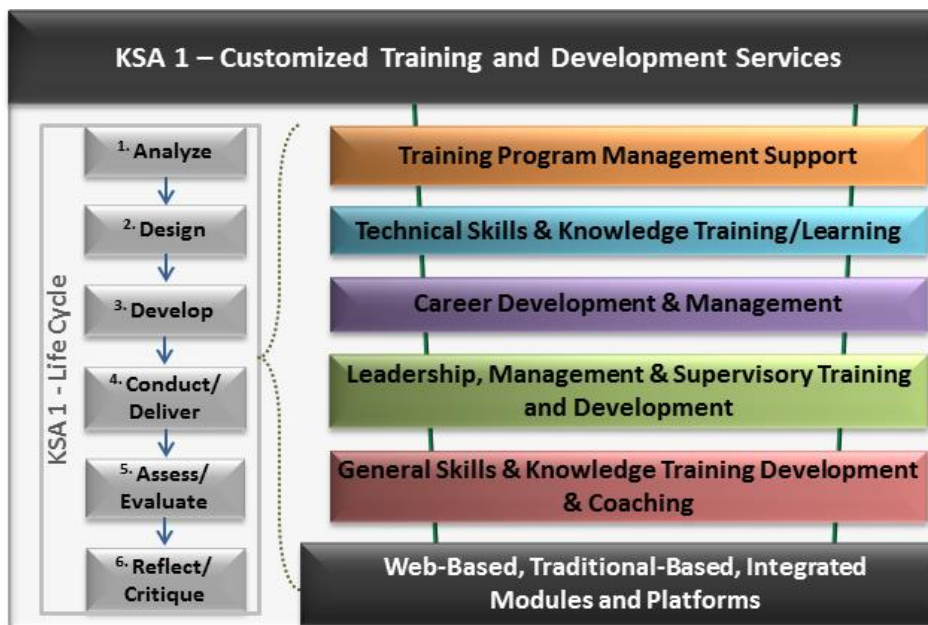 KSA 1 – Customized Training and Development Services
KSA 1 - Life Cycle
1. Analyze
2. Design
3. Develop
4. Conduct/
Deliver
5. Assess/
Evaluate
6. Reflect/
Critique
Training Program Management Support
Technical Skills & Knowledge Training/Learning
Career Development & Management
Leadership, Management & Supervisory Training
and Development
General Skills & Knowledge Training Development
& Coaching
Web-Based, Traditional-Based, Integrated
Modules and Platforms